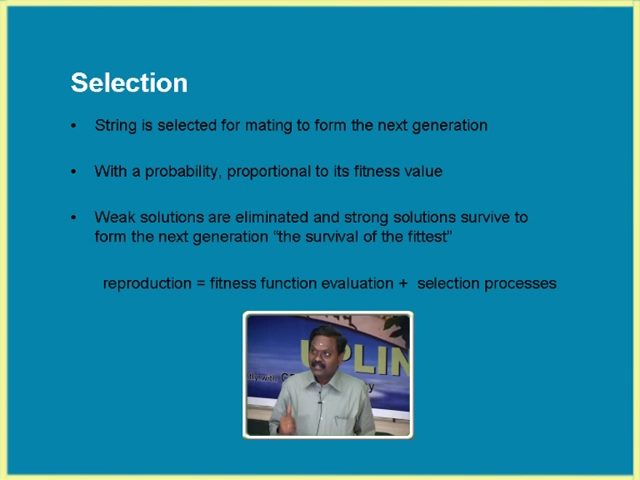 Selection
• String is selected for mating to form the next generation
• With a probability, proportional to its fitness value
• Weak solutions are eliminated and strong solutions survive to
form the next generation “the survival of the fittest”
reproduction = fitness function evaluation + selection processes
UPLIN
with